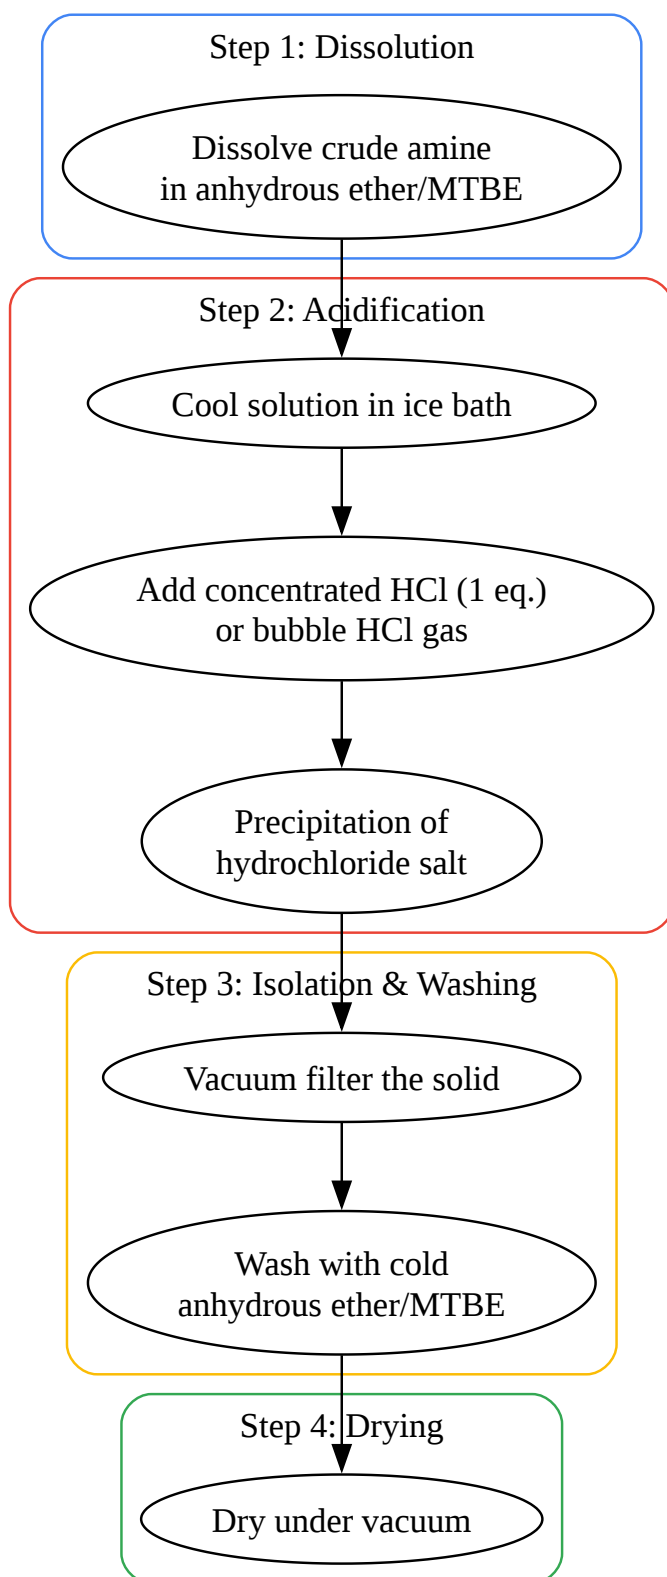 Step 1: Dissolution
Dissolve crude amine
in anhydrous ether/MTBE
Step 2: Acidification
Cool solution in ice bath
Add concentrated HCl (1 eq.)
or bubble HCl gas
Precipitation of
hydrochloride salt
Step 3: Isolation & Washing
Vacuum filter the solid
Wash with cold
anhydrous ether/MTBE
Step 4: Drying
Dry under vacuum